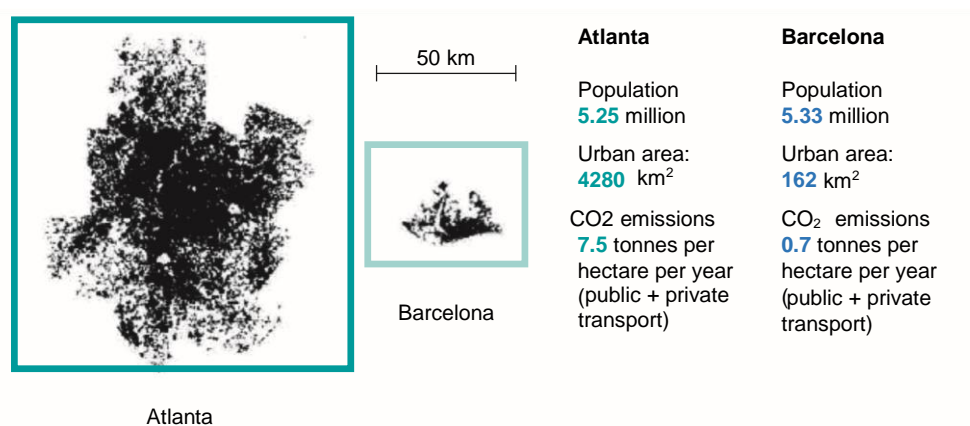 50 km
Atlanta
Barcelona
Atlanta
Population
5.25 million
Urban area:
4280 km²
CO2 emissions
7.5 tonnes per
hectare per year
(public + private
transport)
Barcelona
Population
5.33 million
Urban area:
162 km²
CO₂ emissions
0.7 tonnes per
hectare per year
(public + private
transport)